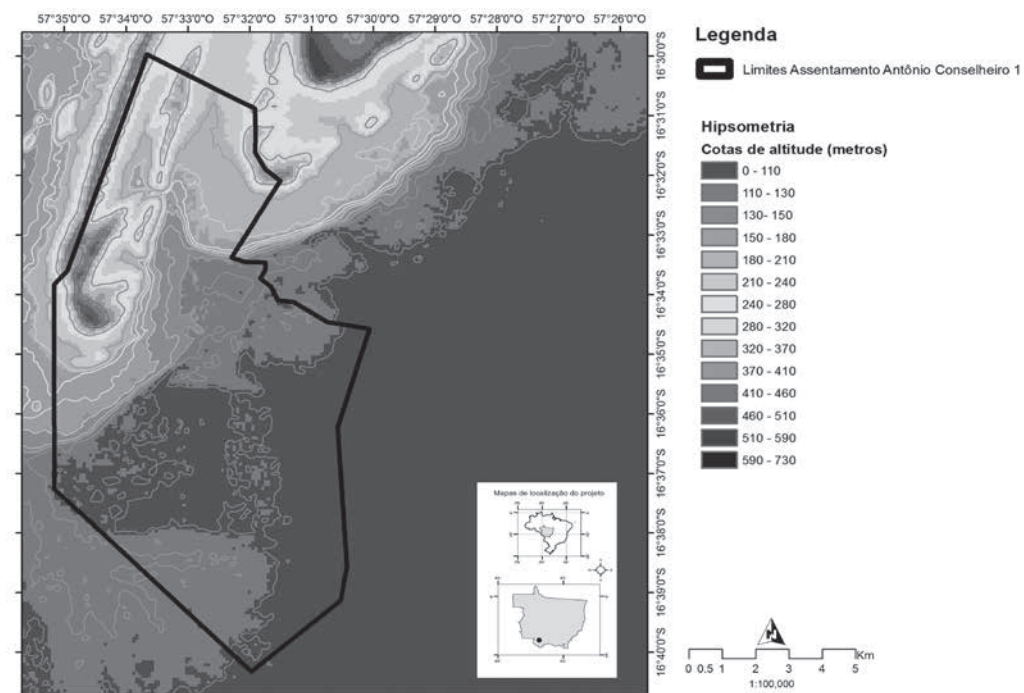 57°35'0"O 57°34'0"O 57°33'0"O 57°32'0"O 57°31'0"O 57°30'0"O 57°29'0"O 57°28'0"O 57°27'0"O 57°26'0"O
16°30'0"S
16°31'0"S
16°32'0"S
16°33'0"S
16°34'0"S
16°35'0"S
16°36'0"S
16°37'0"S
16°38'0"S
16°39'0"S
16°40'0"S
Mapas de localização do projeto
Legenda
Limites Assentamento Antônio Conselheiro 1
Hipsometria
Cotas de altitude (metros)
0 - 110
110 - 130
130- 150
150 - 180
180 - 210
210 - 240
240 - 280
280 - 320
320 - 370
370 - 410
410 - 460
460 - 510
510 - 590
590 - 730
N
0 0.5 1 2 3 4 5 Km
1:100,000